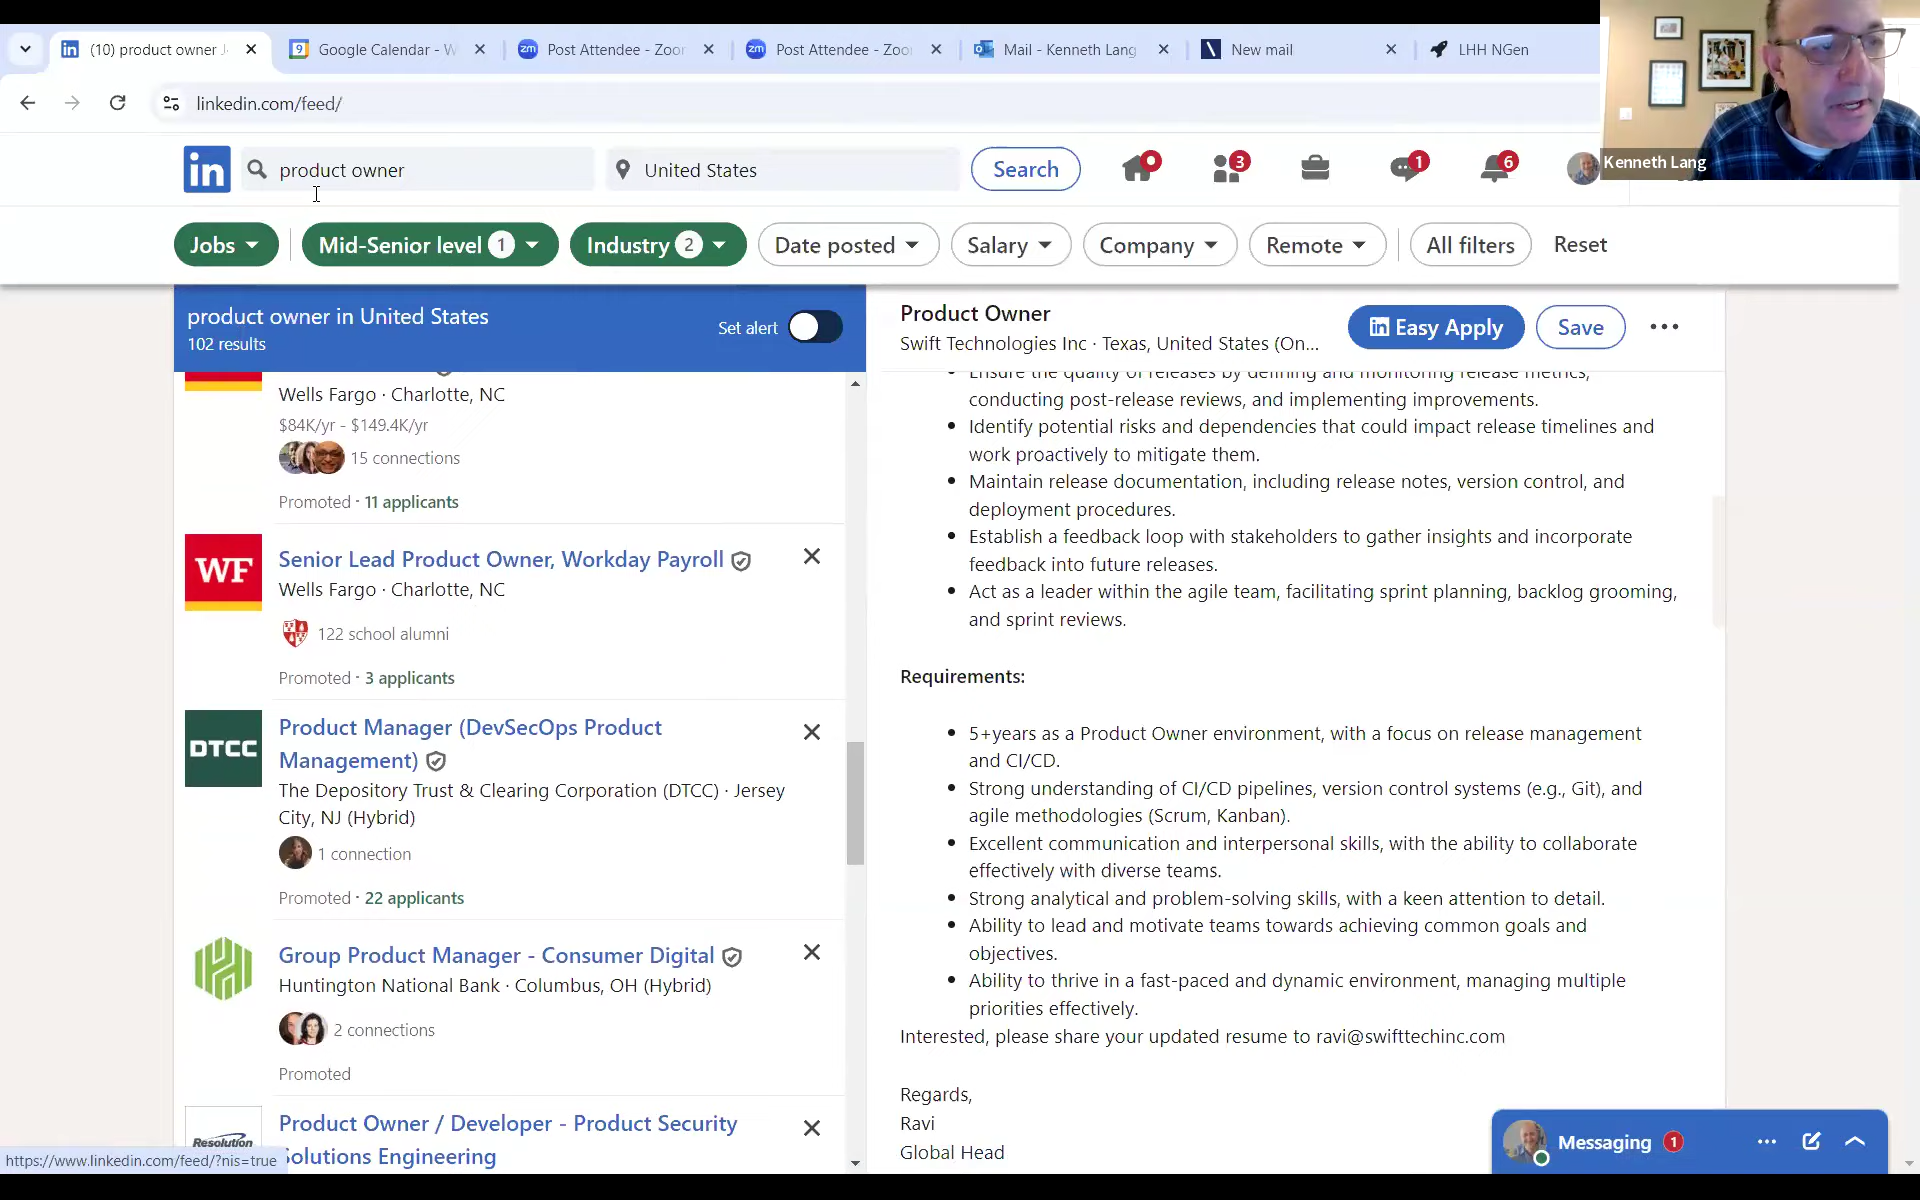 (10) product owner J
Google Calendar - W
Post Attendee - Zoom
Post Attendee - Zoo
Mail - Kenneth Lang
New mail
LHH NGen
linkedin.com/feed/
Kenneth Lang
in
product owner
United States
Search
3
1
6
Jobs
Mid-Senior level 1
Industry 2
Date posted
Salary
Company
Remote
All filters
Reset
product owner in United States
102 results
Set alert
Wells Fargo · Charlotte, NC
$84K/yr - $149.4K/yr
15 connections
Promoted · 11 applicants
WF
Senior Lead Product Owner, Workday Payroll
Wells Fargo · Charlotte, NC
122 school alumni
Promoted · 3 applicants
DTCC
Product Manager (DevSecOps Product
Management)
The Depository Trust & Clearing Corporation (DTCC) · Jersey
City, NJ (Hybrid)
1 connection
Promoted · 22 applicants
Group Product Manager - Consumer Digital
Huntington National Bank · Columbus, OH (Hybrid)
2 connections
Promoted
Resolution
Product Owner / Developer - Product Security
Solutions Engineering
https://www.linkedin.com/feed/?nis=true
Product Owner
Swift Technologies Inc · Texas, United States (On...
Easy Apply
Save
Ensure the quality of releases by defining and monitoring release metrics,
conducting post-release reviews, and implementing improvements.
Identify potential risks and dependencies that could impact release timelines and
work proactively to mitigate them.
Maintain release documentation, including release notes, version control, and
deployment procedures.
Establish a feedback loop with stakeholders to gather insights and incorporate
feedback into future releases.
Act as a leader within the agile team, facilitating sprint planning, backlog grooming,
and sprint reviews.
Requirements:
5+years as a Product Owner environment, with a focus on release management
and CI/CD.
Strong understanding of CI/CD pipelines, version control systems (e.g., Git), and
agile methodologies (Scrum, Kanban).
Excellent communication and interpersonal skills, with the ability to collaborate
effectively with diverse teams.
Strong analytical and problem-solving skills, with a keen attention to detail.
Ability to lead and motivate teams towards achieving common goals and
objectives.
Ability to thrive in a fast-paced and dynamic environment, managing multiple
priorities effectively.
Interested, please share your updated resume to ravi@swifttechinc.com
Regards,
Ravi
Global Head
Messaging 1